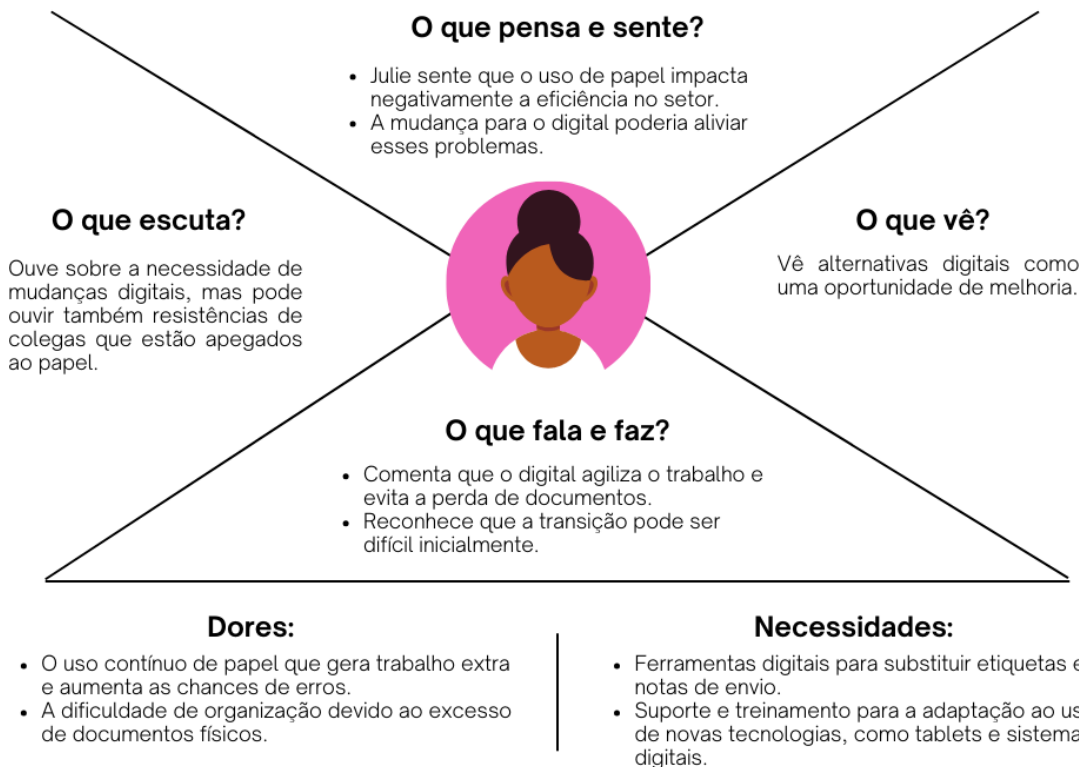 O que pensa e sente?
• Julie sente que o uso de papel impacta
negativamente a eficiência no setor.
• A mudança para o digital poderia aliviar
esses problemas.
O que escuta?
Ouve sobre a necessidade de
mudanças digitais, mas pode
ouvir também resistências de
colegas que estão apegados
ao papel.
O que vê?
Vê alternativas digitais como
uma oportunidade de melhoria.
O que fala e faz?
• Comenta que o digital agiliza o trabalho e
evita a perda de documentos.
• Reconhece que a transição pode ser
difícil inicialmente.
Dores:
• O uso contínuo de papel que gera trabalho extra
e aumenta as chances de erros.
• A dificuldade de organização devido ao excesso
de documentos físicos.
Necessidades:
• Ferramentas digitais para substituir etiquetas e
notas de envio.
• Suporte e treinamento para a adaptação ao us
de novas tecnologias, como tablets e sistema
digitais.